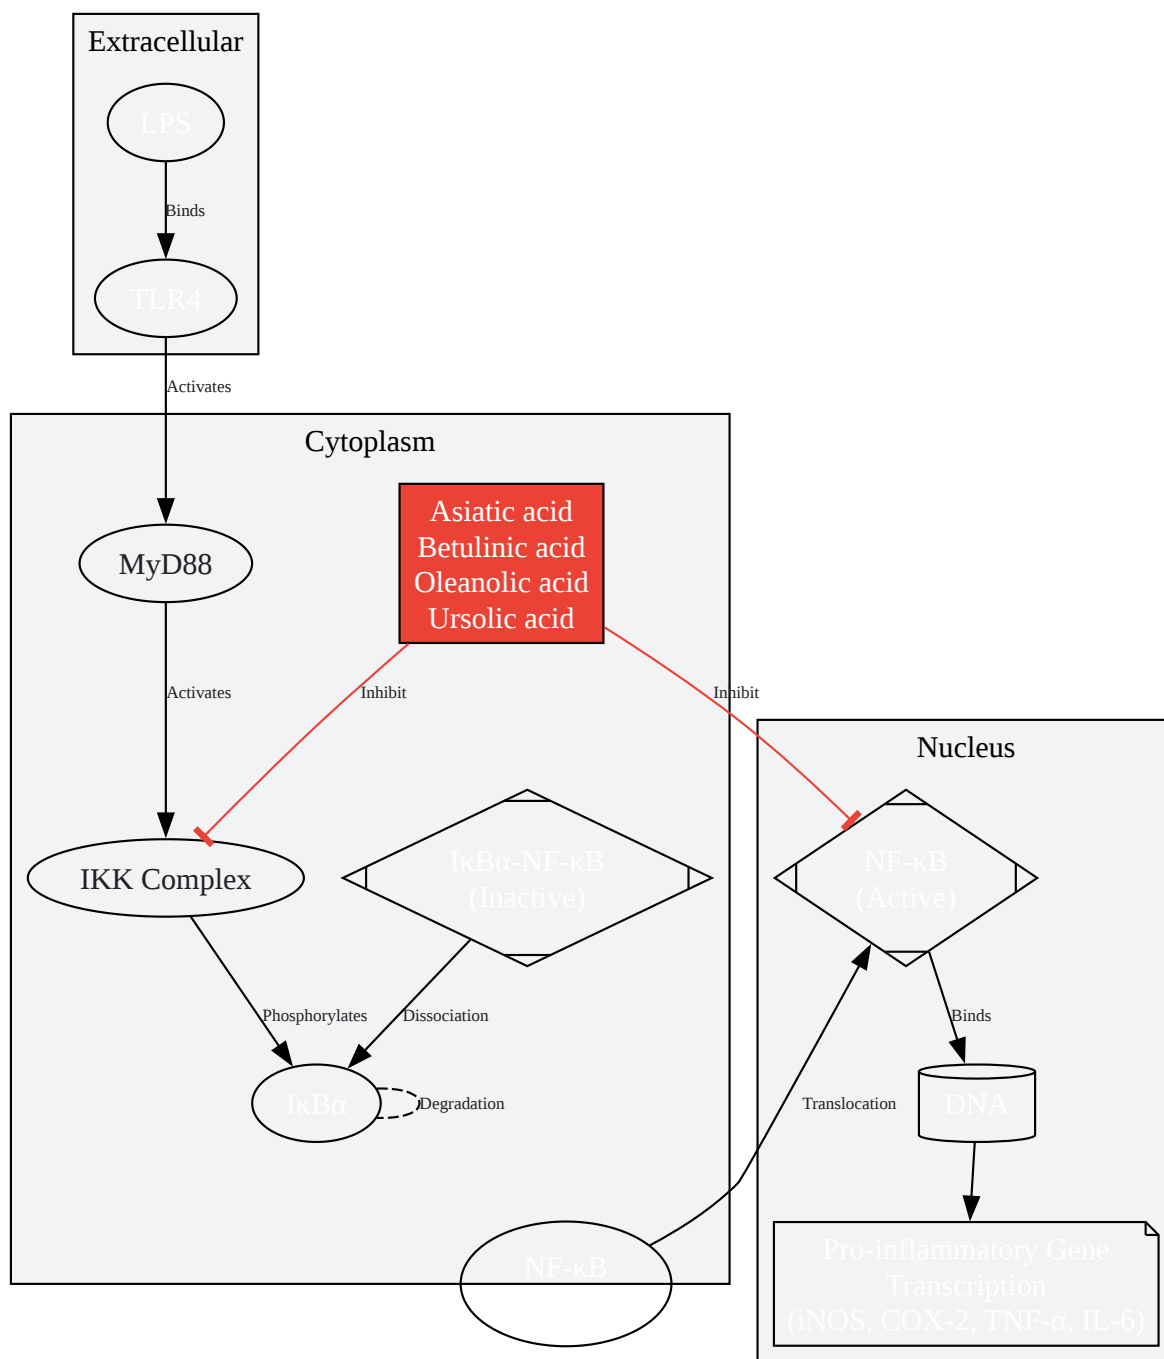 Extracellular
LPS
Binds
TLR4
Activates
Cytoplasm
Asiatic acid
Betulinic acid
Oleanolic acid
Ursolic acid
MyD88
Activates
Inhibit
Inhibit
Nucleus
IKK Complex
IκBα-NF-κB
(Inactive)
NF-κB
(Active)
Phosphorylates
Dissociation
Binds
IκBα
Degradation
Translocation
DNA
NF-κB
Pro-inflammatory Gene
Transcription
(iNOS, COX-2, TNF-α, IL-6)